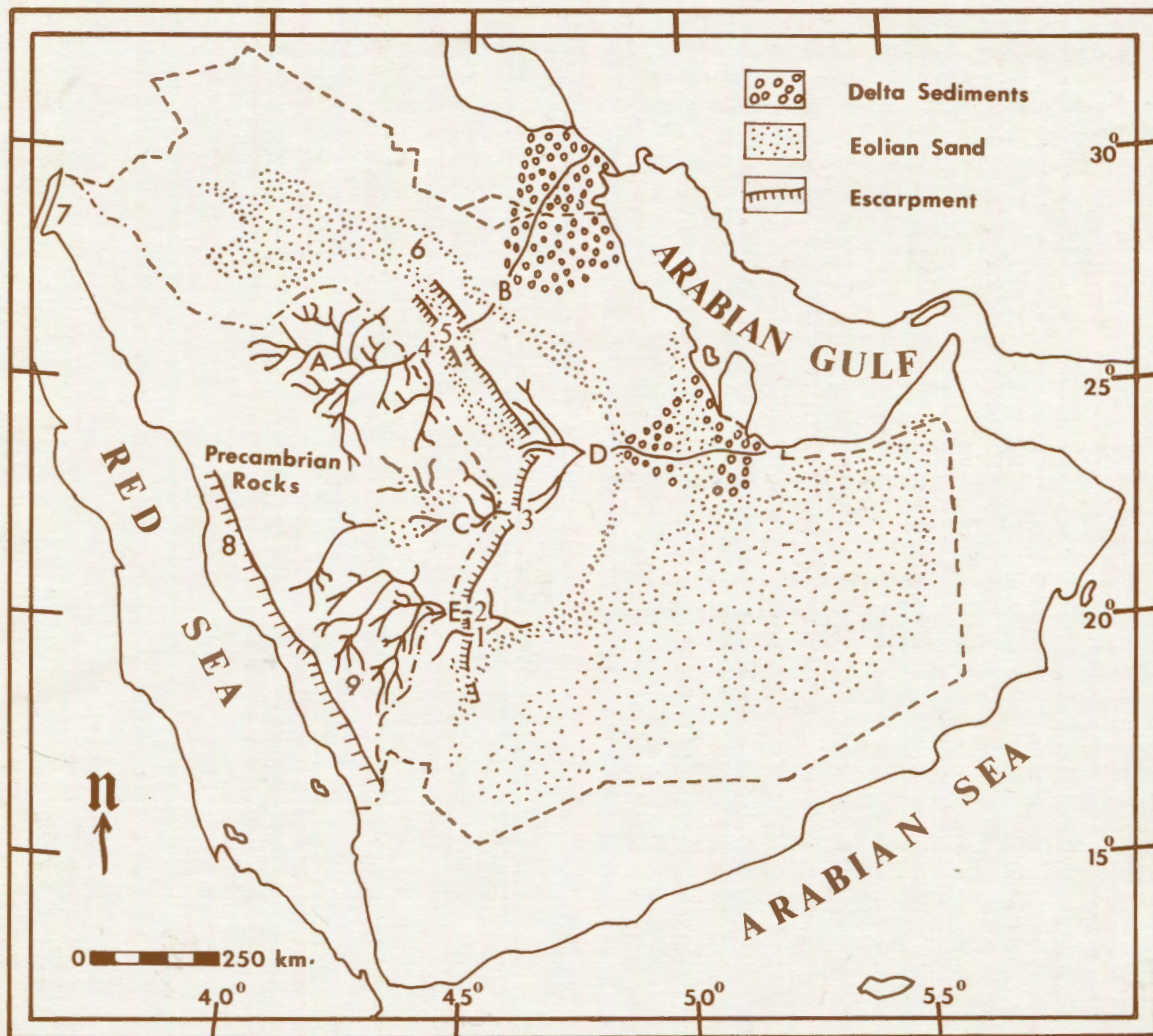 Delta Sediments
Eolian Sand
Escarpment
30°
25°
20°
15°
ARABIAN GULF
RED SEA
ARABIAN SEA
Precambrian
Rocks
7
6
B
5
4
A
D
C
3
8
E
2
1
9
n
0 250 km.
40°
45°
50°
55°